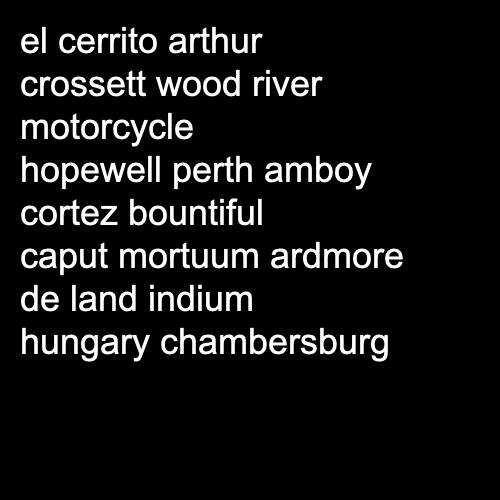 el cerrito arthur
crossett wood river
motorcycle
hopewell perth amboy
cortez bountiful
caput mortuum ardmore
de land indium
hungary chambersburg